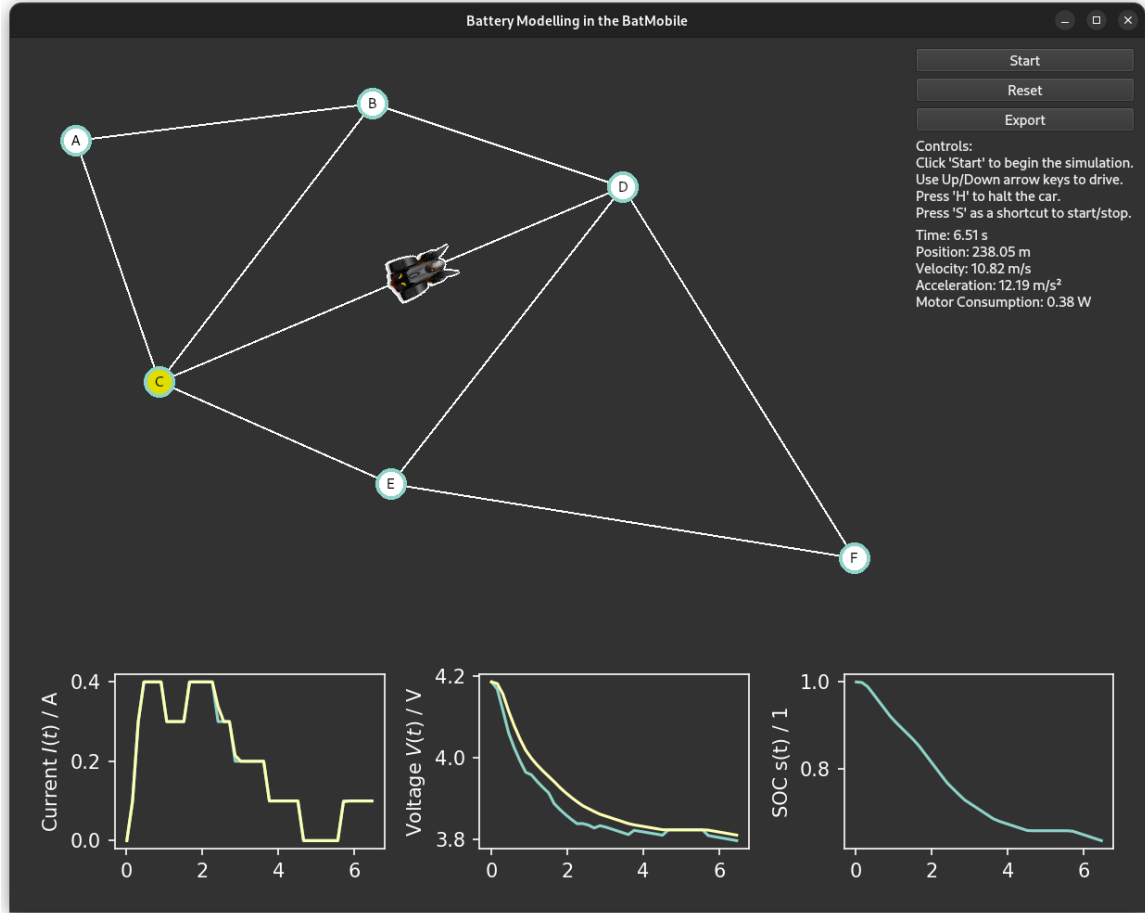 Battery Modelling in the BatMobile
Start
Reset
Export
Controls:
Click 'Start' to begin the simulation.
Use Up/Down arrow keys to drive.
Press 'H' to halt the car.
Press 'S' as a shortcut to start/stop.
Time: 6.51 s
Position: 238.05 m
Velocity: 10.82 m/s
Acceleration: 12.19 m/s²
Motor Consumption: 0.38 W
A
B
D
C
E
F
Current I(t) / A
0.4
0.2
0.0
0 2 4 6
Voltage V(t) / V
4.2
4.0
3.8
0 2 4 6
SOC s(t) / 1
1.0
0.8
0 2 4 6